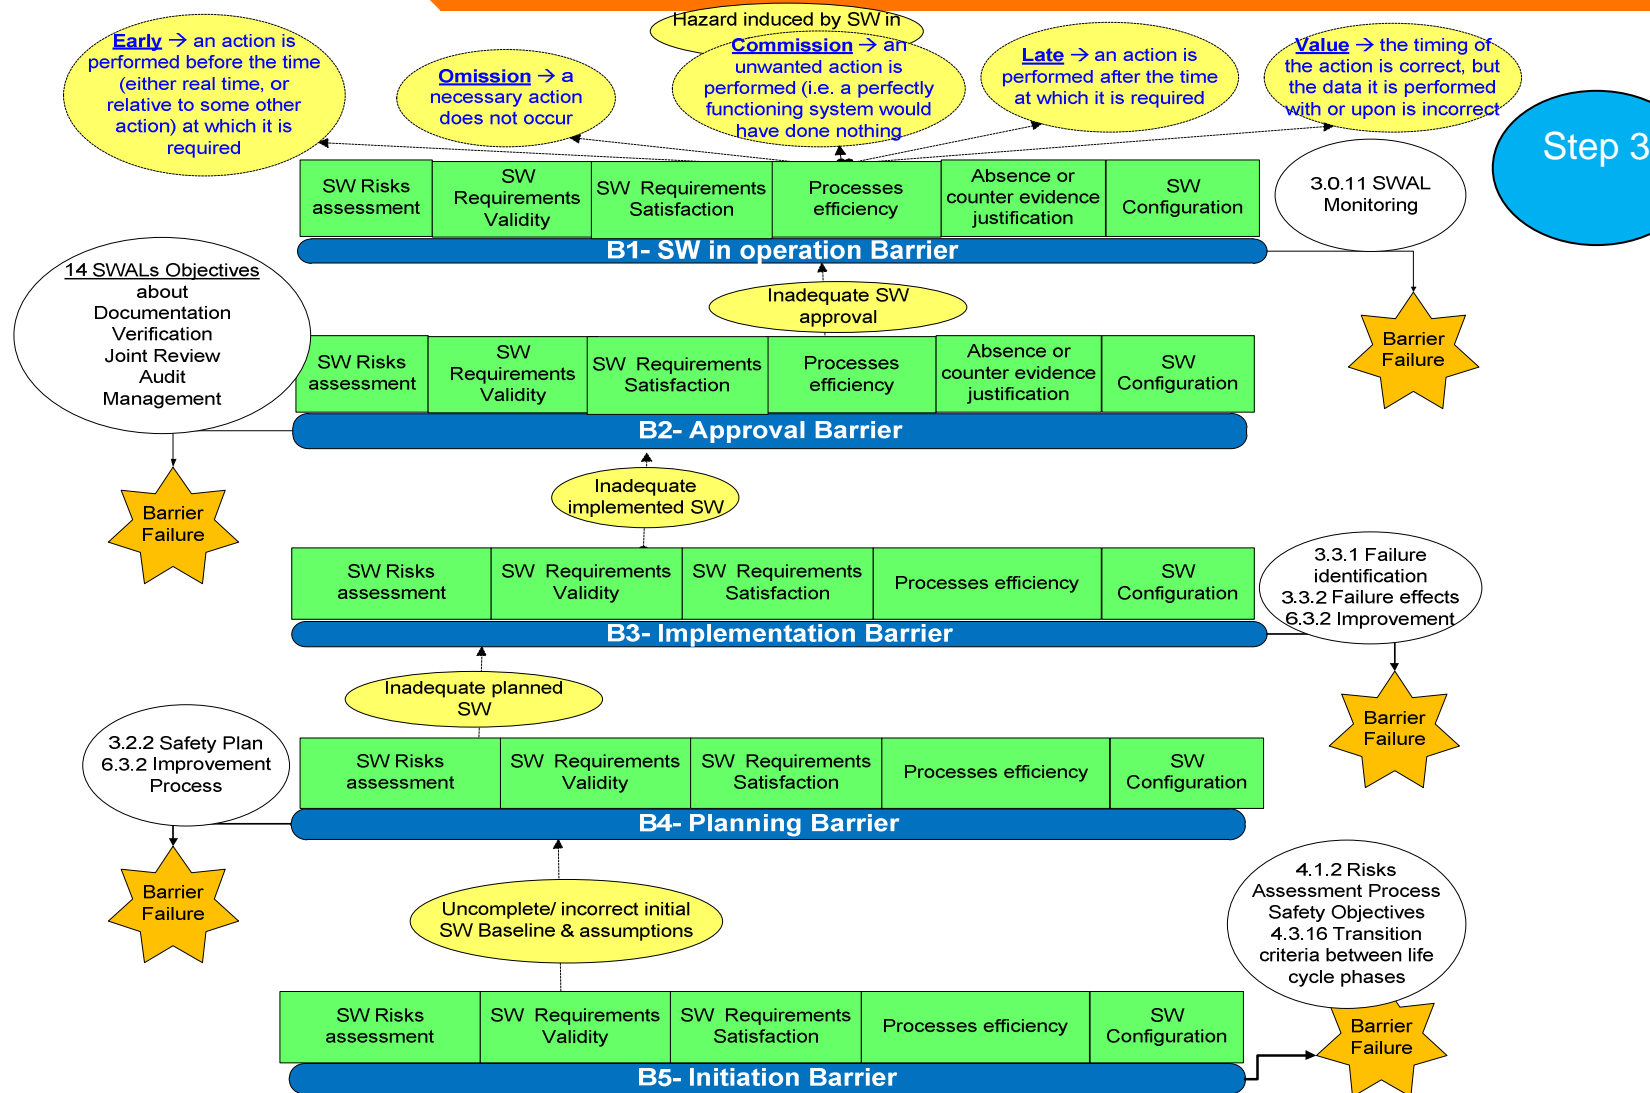 Hazard induced by SW in
Early → an action is
performed before the time
(either real time, or
relative to some other
action) at which it is
required
Omission → a
necessary action
does not occur
Commission → an
unwanted action is
performed (i.e. a perfectly
functioning system would
have done nothing
Late → an action is
performed after the time
at which it is required
Value → the timing of
the action is correct, but
the data it is performed
with or upon is incorrect
Step 3
SW Risks
assessment
SW
Requirements
Validity
SW Requirements
Satisfaction
Processes
efficiency
Absence or
counter evidence
justification
SW
Configuration
3.0.11 SWAL
Monitoring
B1- SW in operation Barrier
Barrier
Failure
14 SWALs Objectives
about
Documentation
Verification
Joint Review
Audit
Management
Inadequate SW
approval
SW Risks
assessment
SW
Requirements
Validity
SW Requirements
Satisfaction
Processes
efficiency
Absence or
counter evidence
justification
SW
Configuration
B2- Approval Barrier
Barrier
Failure
Inadequate
implemented SW
SW Risks
assessment
SW Requirements
Validity
SW Requirements
Satisfaction
Processes efficiency
SW
Configuration
3.3.1 Failure
identification
3.3.2 Failure effects
6.3.2 Improvement
B3- Implementation Barrier
Barrier
Failure
Inadequate planned
SW
3.2.2 Safety Plan
6.3.2 Improvement
Process
SW Risks
assessment
SW Requirements
Validity
SW Requirements
Satisfaction
Processes efficiency
SW
Configuration
B4- Planning Barrier
Barrier
Failure
Uncomplete/ incorrect initial
SW Baseline & assumptions
4.1.2 Risks
Assessment Process
Safety Objectives
4.3.16 Transition
criteria between life
cycle phases
SW Risks
assessment
SW Requirements
Validity
SW Requirements
Satisfaction
Processes efficiency
SW
Configuration
Barrier
Failure
B5- Initiation Barrier